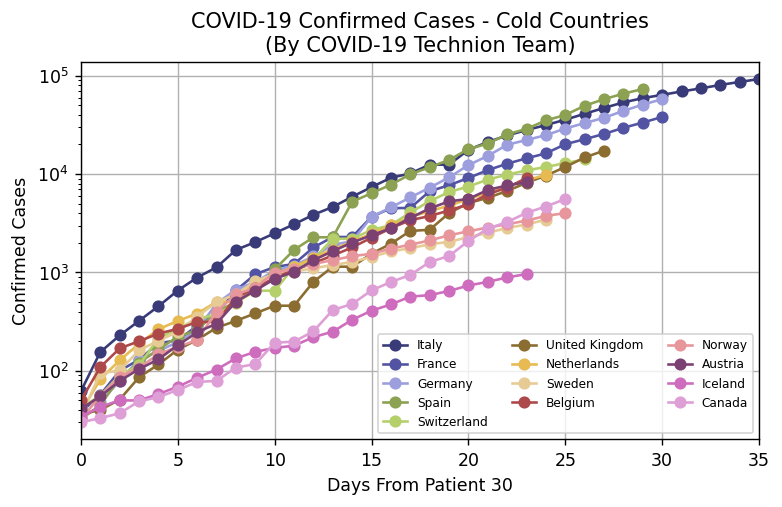 COVID-19 Confirmed Cases - Cold Countries
(By COVID-19 Technion Team)
Confirmed Cases
10^5
10^4
10^3
10^2
0 5 10 15 20 25 30 35
Days From Patient 30
Italy
France
Germany
Spain
Switzerland
United Kingdom
Netherlands
Sweden
Belgium
Norway
Austria
Iceland
Canada